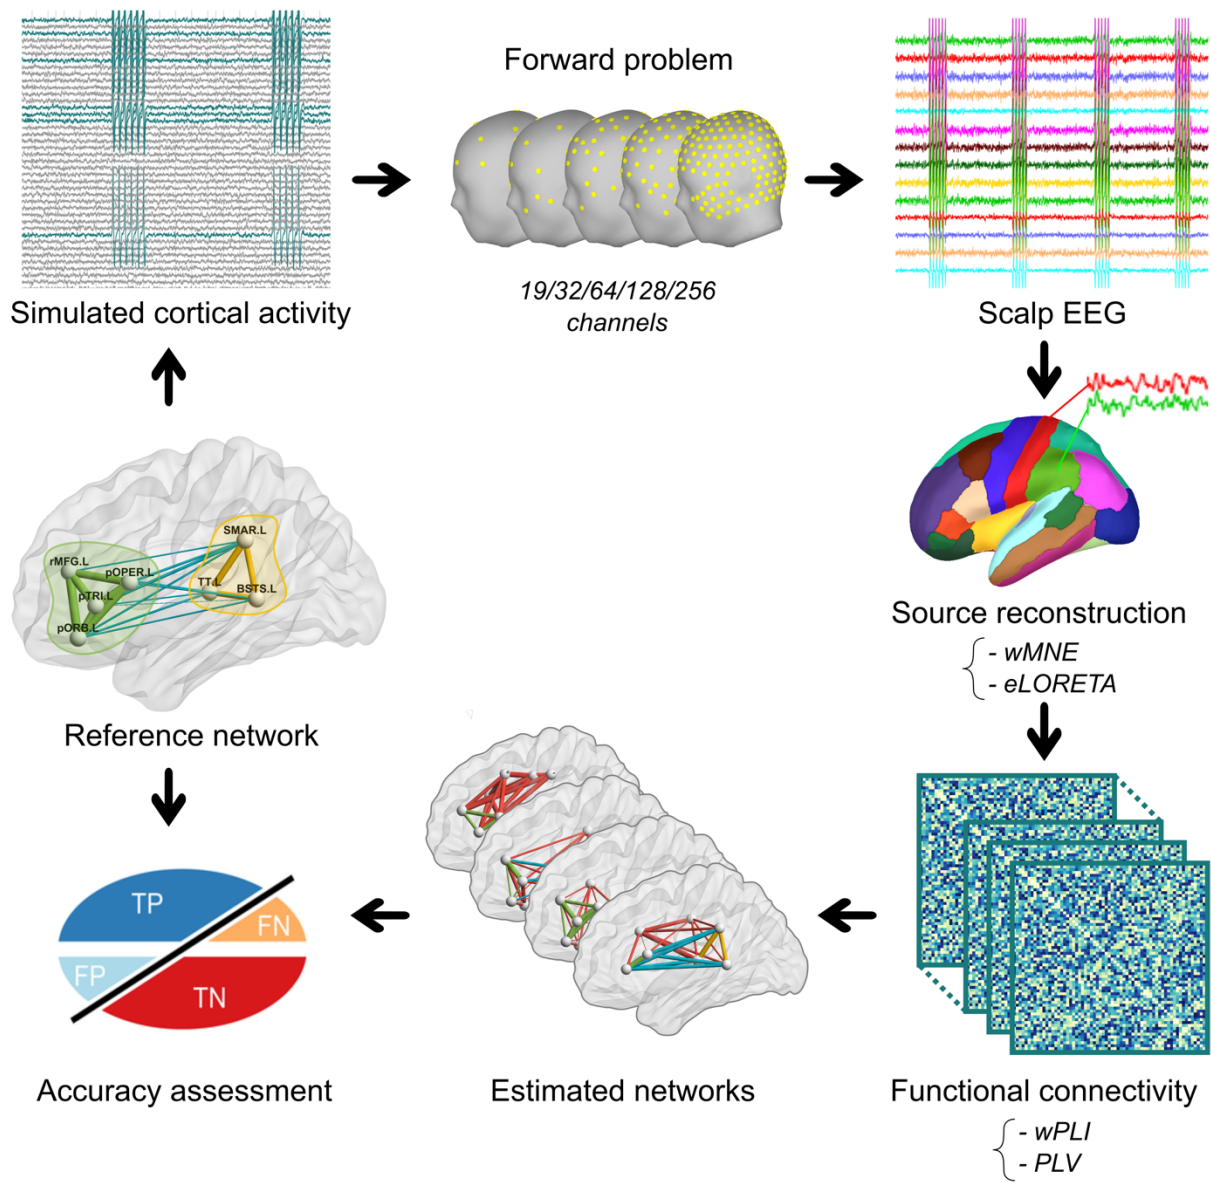 Forward problem
19/32/64/128/256
channels
Simulated cortical activity
Scalp EEG
SMAR.L
rMFG.L
pOPER.L
TT.L
BSTS.L
pTRI.L
pORB.L
Reference network
Source reconstruction
- wMNE
- eLORETA
TP
FN
FP
TN
Accuracy assessment
Estimated networks
Functional connectivity
- wPLI
- PLV